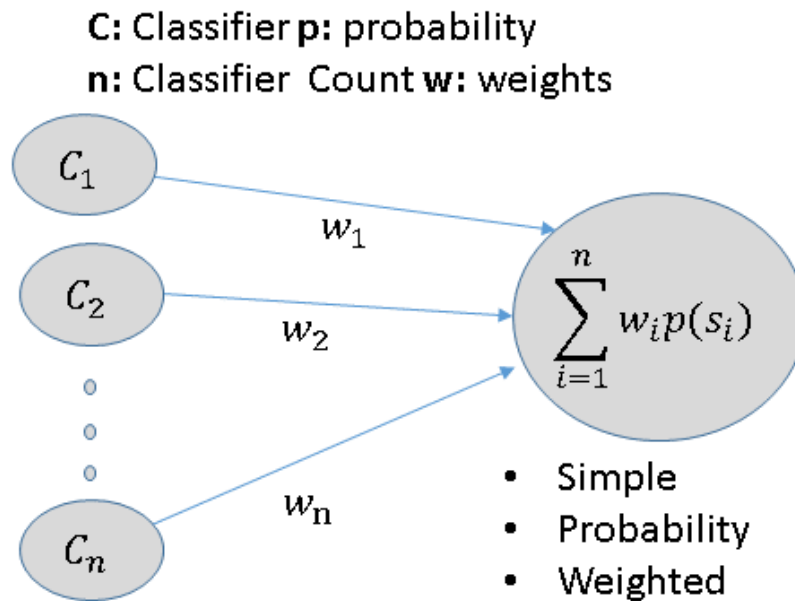 C: Classifier p: probability
n: Classifier Count w: weights
C₁
w₁
C₂
w₂
n
∑ wᵢp(sᵢ)
i=1
Cₙ
wₙ
• Simple
• Probability
• Weighted